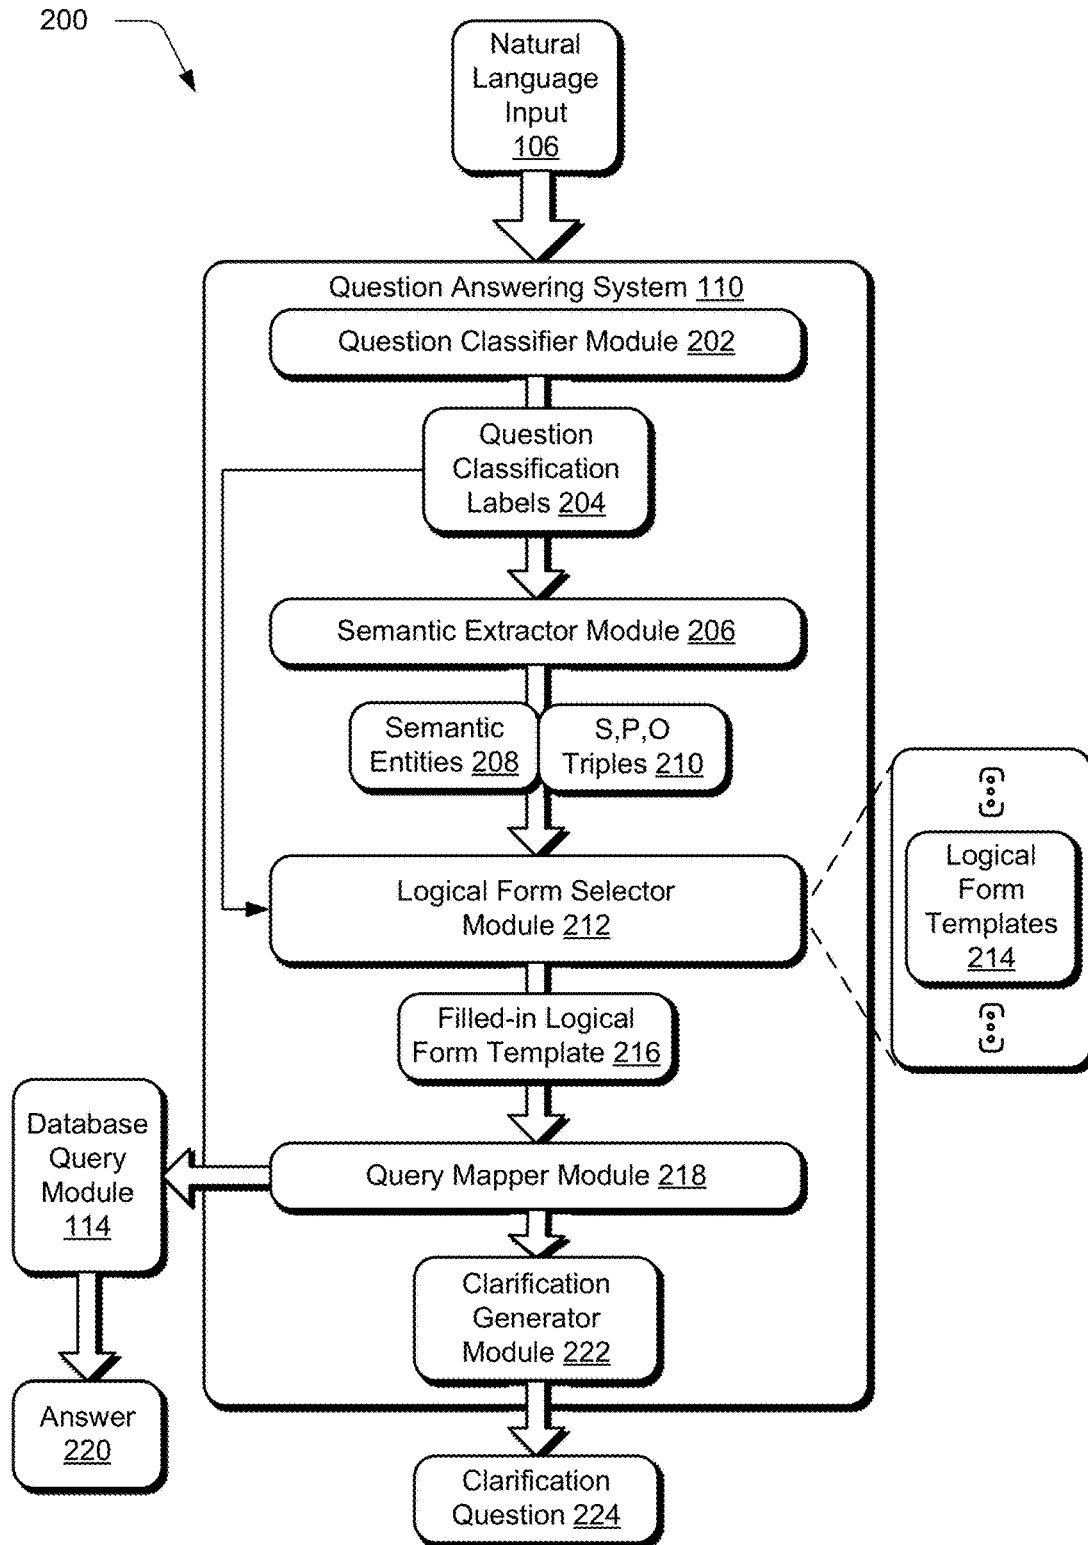 200
Natural
Language
Input
106
Question Answering System 110
Question Classifier Module 202
Question
Classification
Labels 204
Semantic Extractor Module 206
Semantic
Entities 208
S,P,O
Triples 210
Logical Form Selector
Module 212
Logical
Form
Templates
214
Filled-in Logical
Form Template 216
Database
Query
Module
114
Query Mapper Module 218
Clarification
Generator
Module 222
Answer
220
Clarification
Question 224